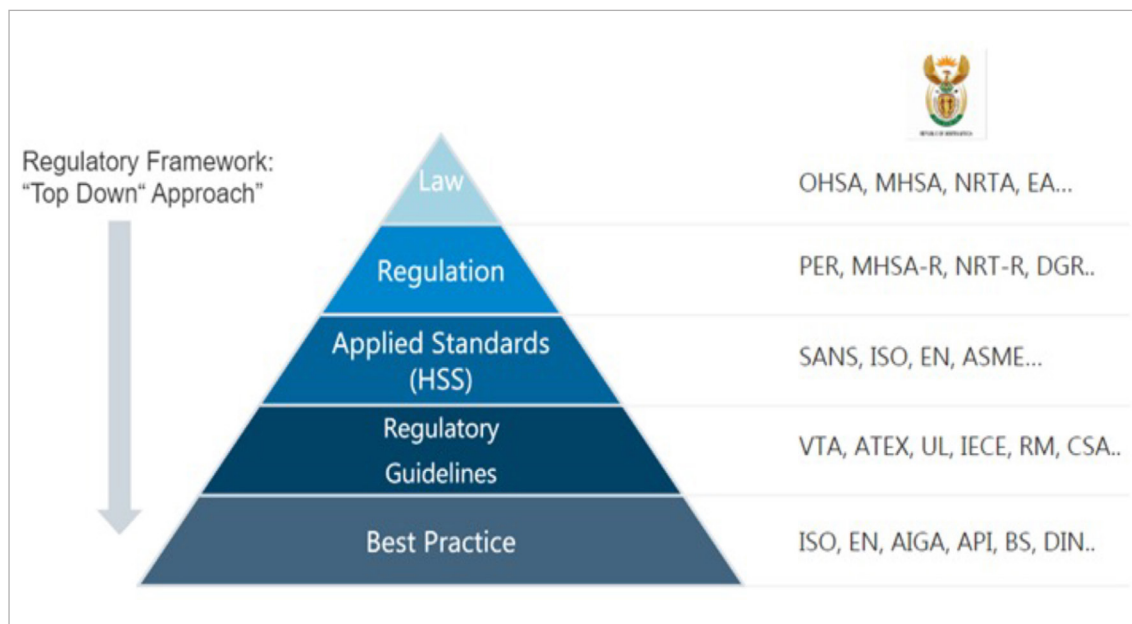 Regulatory Framework:
“Top Down“ Approach”
Law
OHSA, MHSA, NRTA, EA...
Regulation
PER, MHSA-R, NRT-R, DGR..
Applied Standards
(HSS)
SANS, ISO, EN, ASME...
Regulatory
Guidelines
VTA, ATEX, UL, IECE, RM, CSA..
Best Practice
ISO, EN, AIGA, API, BS, DIN..